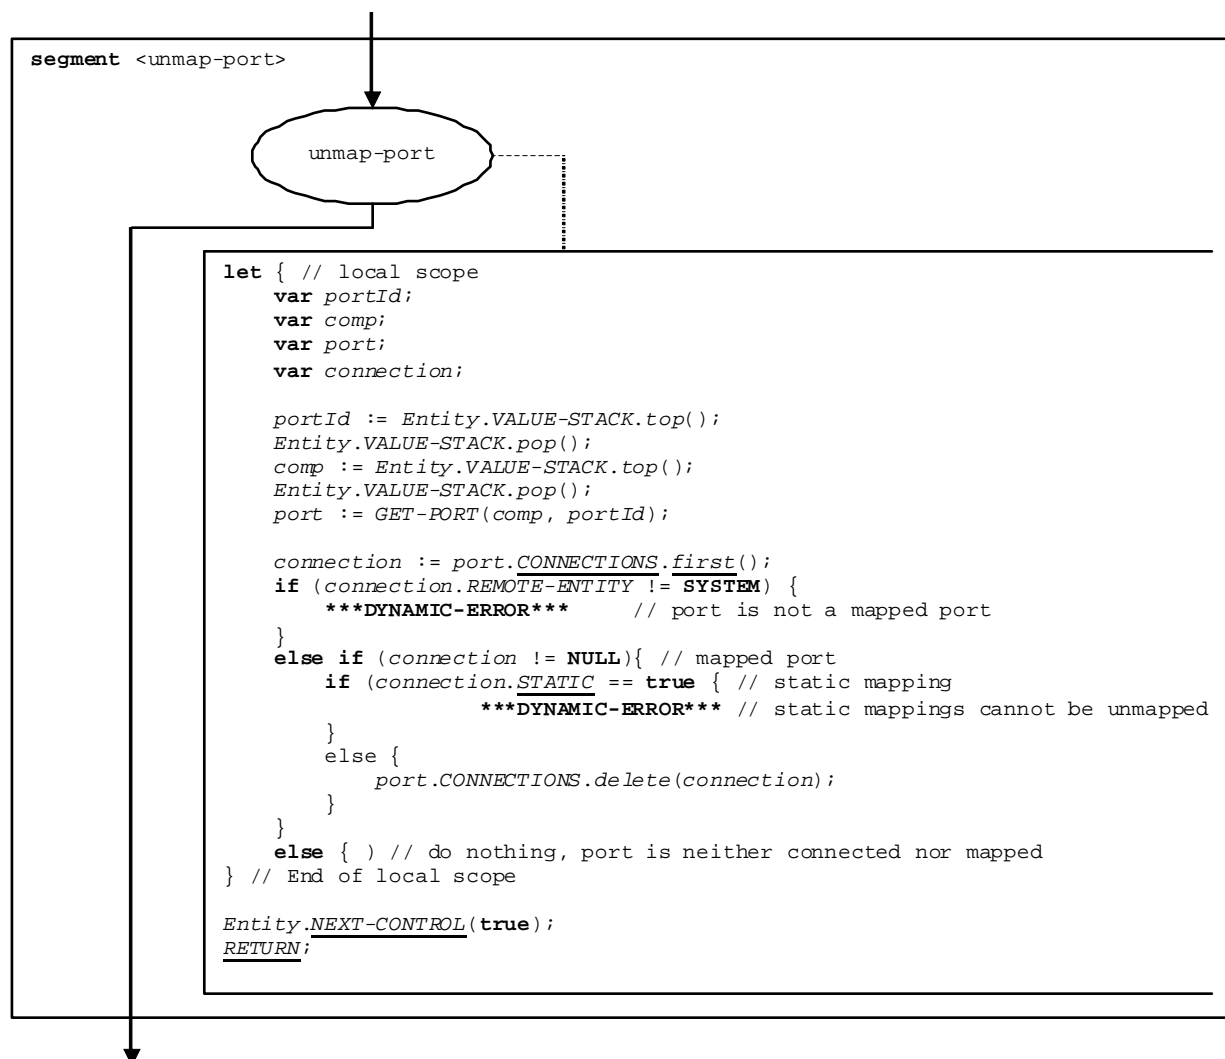 segment <unmap-port>
unmap-port
let { // local scope
var portId;
var comp;
var port;
var connection;
portId := Entity.VALUE-STACK.top();
Entity.VALUE-STACK.pop();
comp := Entity.VALUE-STACK.top();
Entity.VALUE-STACK.pop();
port := GET-PORT(comp, portId);
connection := port.CONNECTIONS.first();
if (connection.REMOTE-ENTITY != SYSTEM) {
***DYNAMIC-ERROR*** // port is not a mapped port
}
else if (connection != NULL){ // mapped port
if (connection.STATIC == true { // static mapping
***DYNAMIC-ERROR*** // static mappings cannot be unmapped
}
else {
port.CONNECTIONS.delete(connection);
}
}
else { ) // do nothing, port is neither connected nor mapped
} // End of local scope
Entity.NEXT-CONTROL(true);
RETURN;